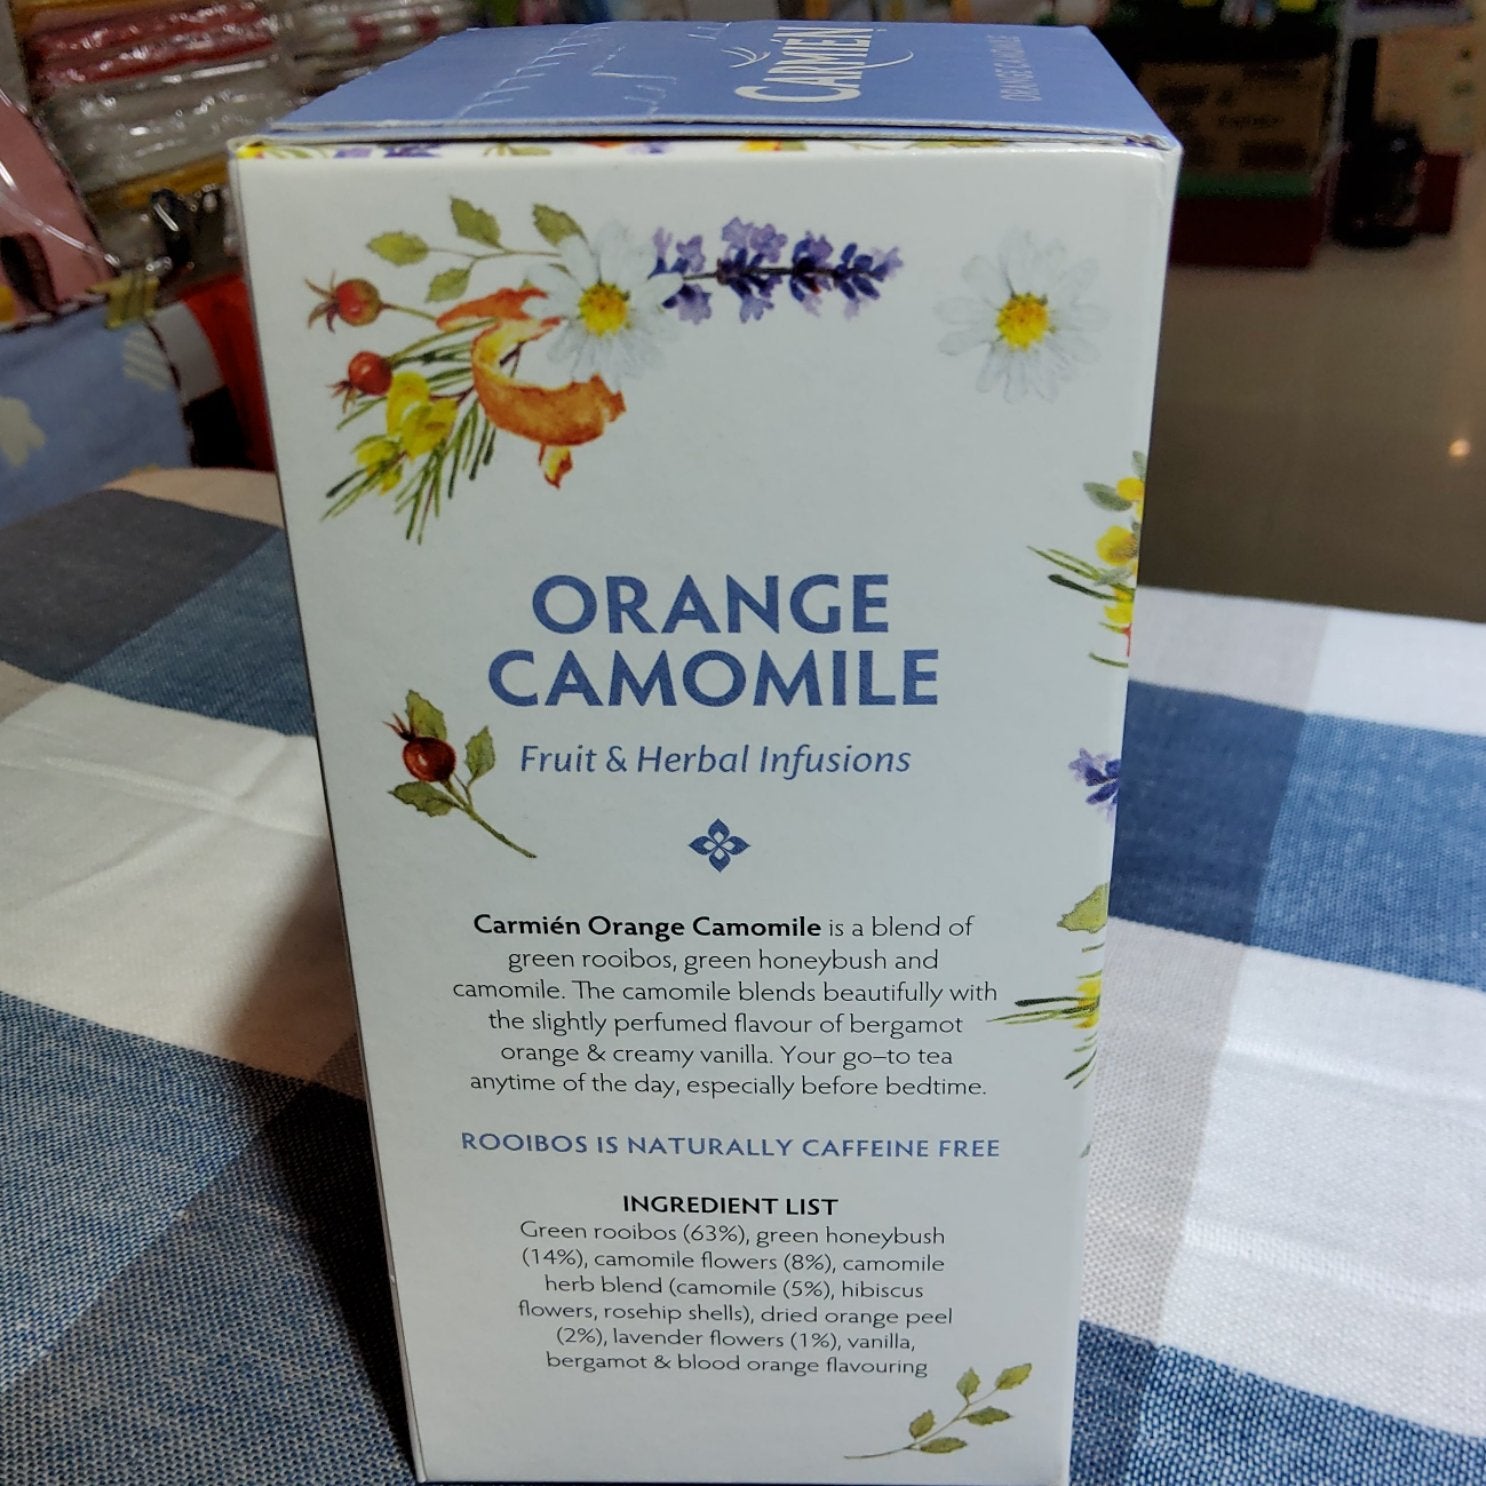 CARMIÉN
ORANGE CAMOMILE
ORANGE
CAMOMILE
Fruit & Herbal Infusions
Carmién Orange Camomile is a blend of
green rooibos, green honeybush and
camomile. The camomile blends beautifully with
the slightly perfumed flavour of bergamot
orange & creamy vanilla. Your go–to tea
anytime of the day, especially before bedtime.
ROOIBOS IS NATURALLY CAFFEINE FREE
INGREDIENT LIST
Green rooibos (63%), green honeybush
(14%), camomile flowers (8%), camomile
herb blend (camomile (5%), hibiscus
flowers, rosehip shells), dried orange peel
(2%), lavender flowers (1%), vanilla,
bergamot & blood orange flavouring